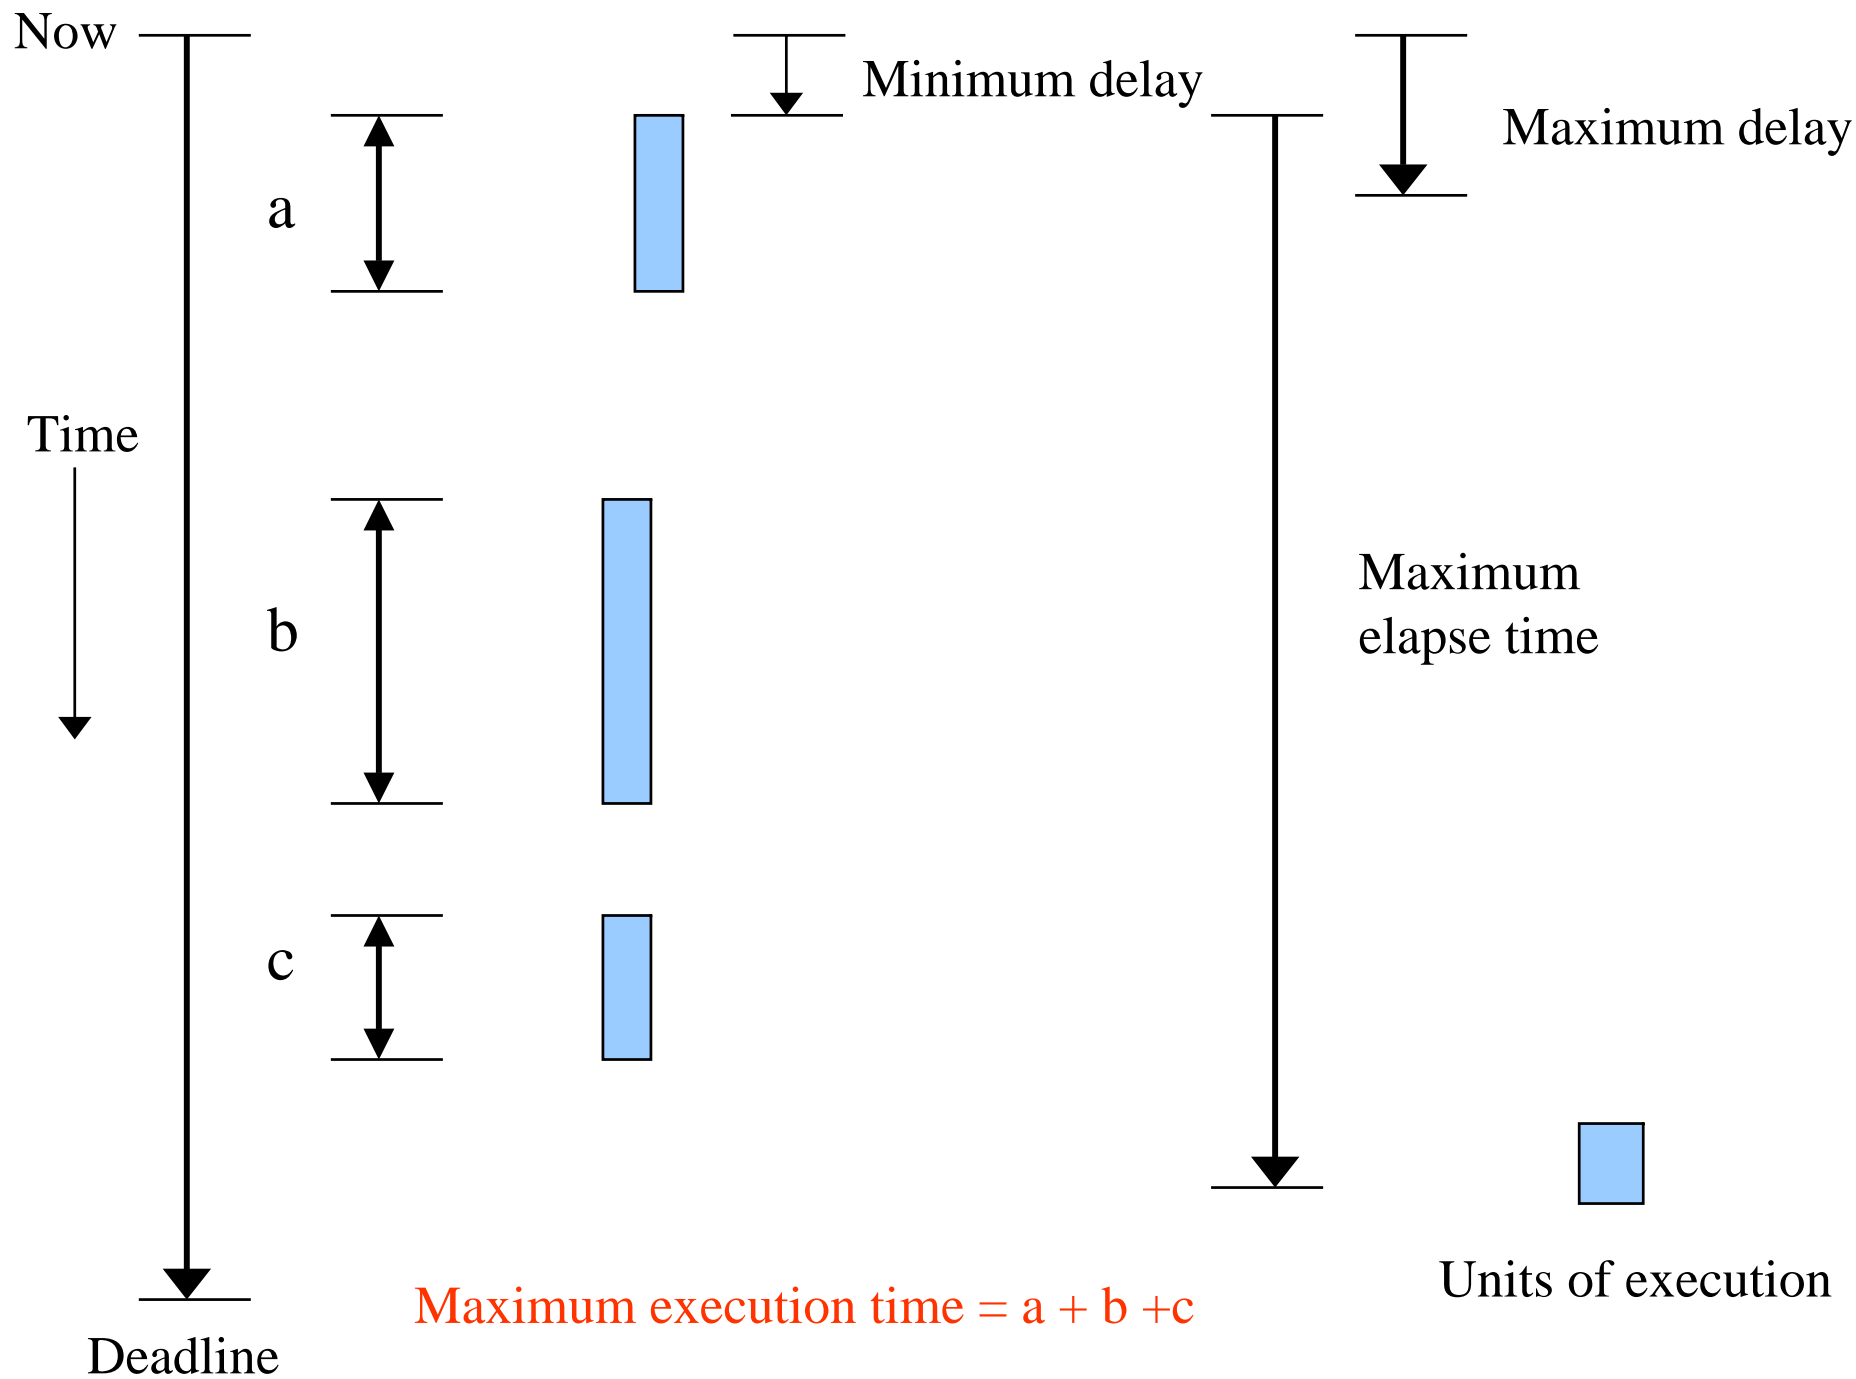 Now
Minimum delay
Maximum delay
a
Time
Maximum
elapse time
b
c
Units of execution
Maximum execution time = a + b +c
Deadline